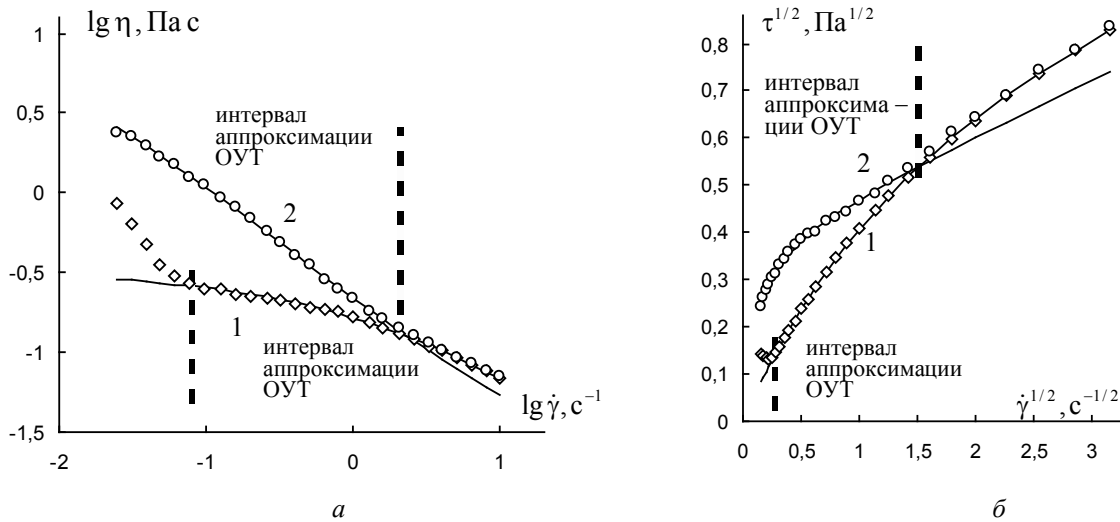 lg η, Па с
1
0,5
0
-0,5
-1
-1,5
-2
-1
0
1
интервал
аппроксимации
ОУТ
2
1
интервал
аппроксимации
ОУТ
lg γ̇, с⁻¹
а
τ^{1/2}, Па^{1/2}
0,8
0,7
0,6
0,5
0,4
0,3
0,2
0,1
0
0
0,5
1
1,5
2
2,5
3
интервал
аппроксима –
ции ОУТ
2
1
интервал
аппроксимации
ОУТ
γ̇^{1/2}, с^{−1/2}
б